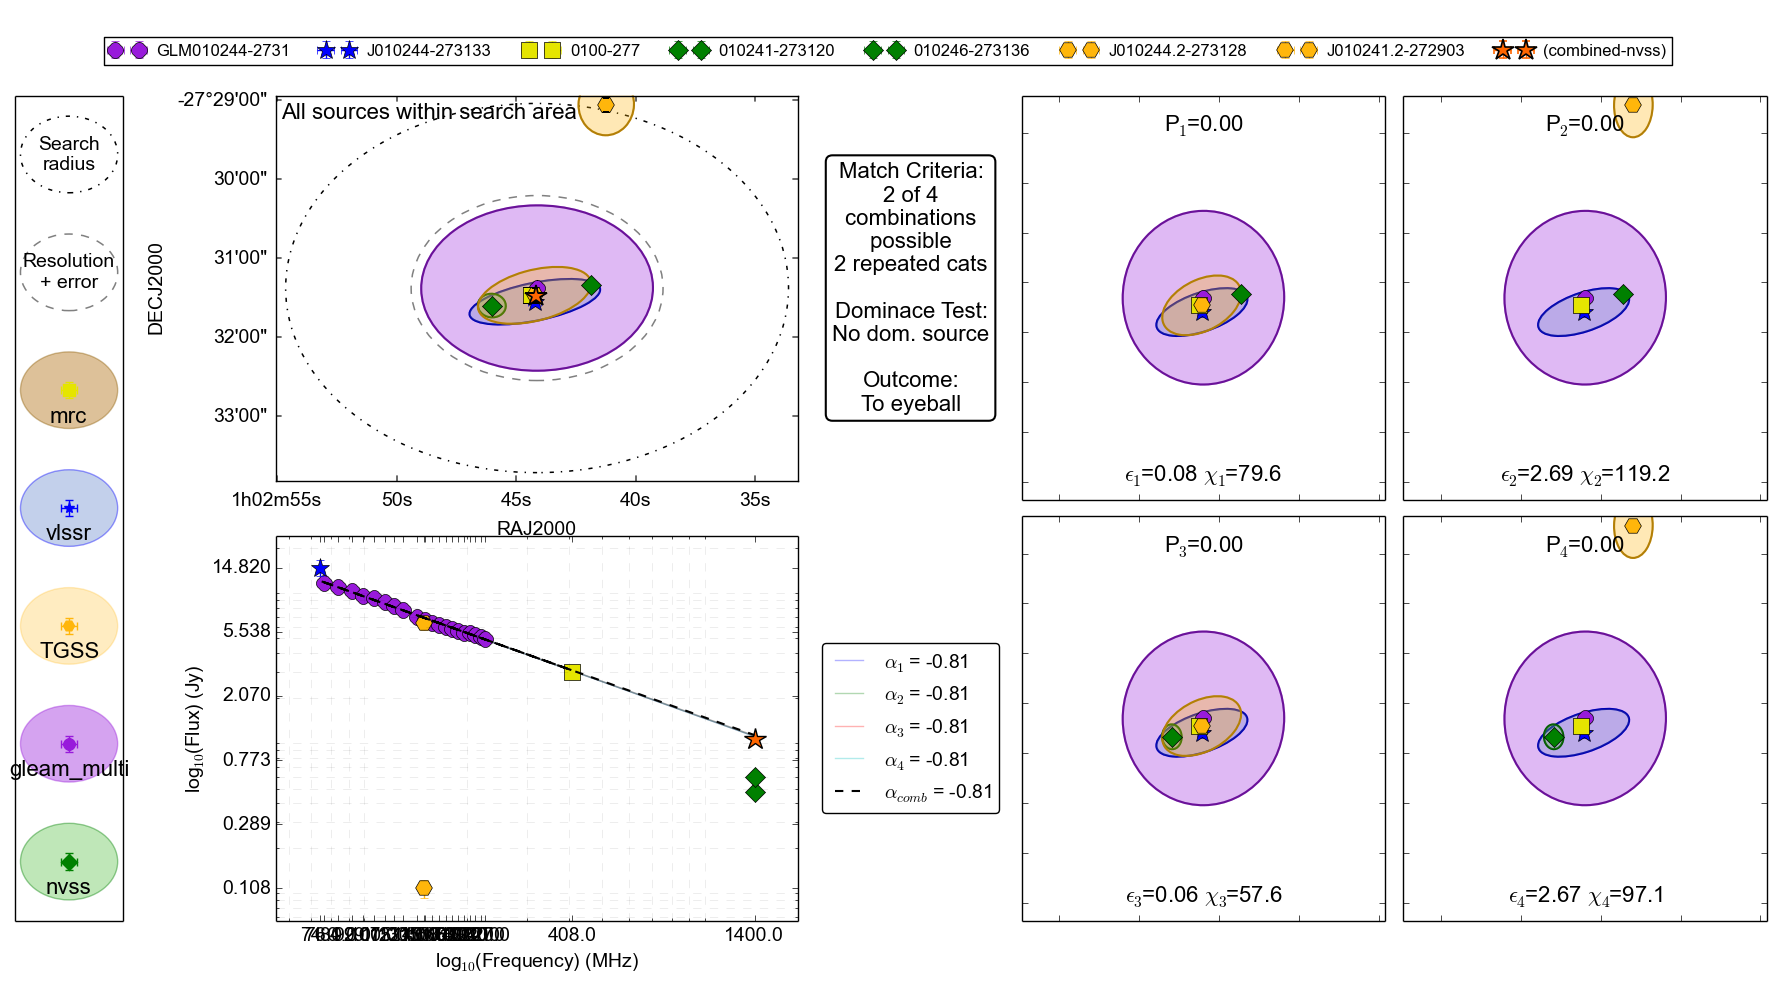 GLM010244-2731 J010244-273133 0100-277 010241-273120 010246-273136 J010244.2-273128 J010241.2-272903 (combined-nvss)
Search
radius
Resolution
+ error
mrc
vlssr
TGSS
gleam_multi
nvss
All sources within search area
DECJ2000
-27°29'00"
30'00"
31'00"
32'00"
33'00"
1h02m55s 50s 45s 40s 35s
RAJ2000
log10(Flux) (Jy)
14.820
5.538
2.070
0.773
0.289
0.108
408.0 1400.0
log10(Frequency) (MHz)
Match Criteria:
2 of 4
combinations
possible
2 repeated cats
Dominace Test:
No dom. source
Outcome:
To eyeball
α1 = -0.81
α2 = -0.81
α3 = -0.81
α4 = -0.81
αcomb = -0.81
P1=0.00
ϵ1=0.08 χ1=79.6
P2=0.00
ϵ2=2.69 χ2=119.2
P3=0.00
ϵ3=0.06 χ3=57.6
P4=0.00
ϵ4=2.67 χ4=97.1